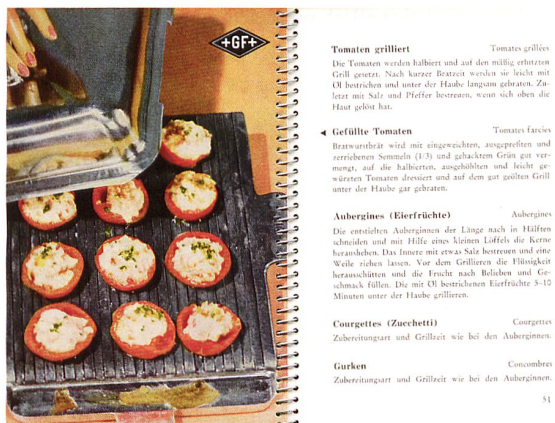 +GF+
Tomaten grilliert Tomates grillées
Die Tomaten werden halbiert und auf den mäßig erhitzten
Grill gesetzt. Nach kurzer Bratzeit werden sie leicht mit
Öl bestrichen und unter der Haube langsam gebraten. Zu-
letzt mit Salz und Pfeffer bestreuen, wenn sich oben die
Haut gelöst hat.
◄ Gefüllte Tomaten Tomates farcies
Bratwurstbrät wird mit eingeweichten, ausgepreßten und
zerriebenen Semmeln (1/3) und gehacktem Grün gut ver-
mengt, auf die halbierten, ausgehöhlten und leicht ge-
würzten Tomaten dressiert und auf dem gut geölten Grill
unter der Haube gar gebraten.
Aubergines (Eierfrüchte) Aubergines
Die entstielten Auberginen der Länge nach in Hälften
schneiden und mit Hilfe eines kleinen Löffels die Kerne
herausheben. Das Innere mit etwas Salz bestreuen und eine
Weile ziehen lassen. Vor dem Grillieren die Flüssigkeit
herausschütten und die Frucht nach Belieben und Ge-
schmack füllen. Die mit Öl bestrichenen Eierfrüchte 5–10
Minuten unter der Haube grillieren.
Courgettes (Zucchetti) Courgettes
Zubereitungsart und Grillzeit wie bei den Auberginen.
Gurken Concombres
Zubereitungsart und Grillzeit wie bei den Auberginen.